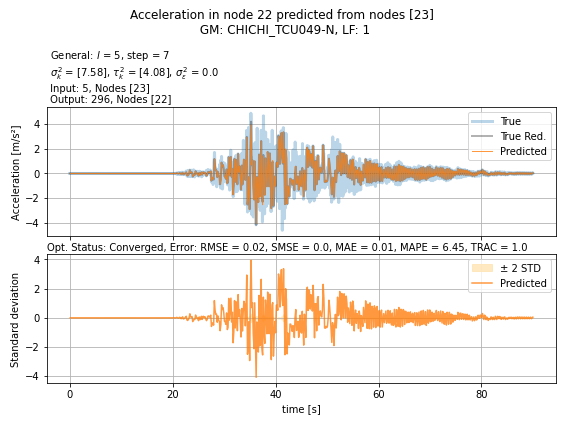 Acceleration in node 22 predicted from nodes [23]
GM: CHICHI_TCU049-N, LF: 1
General: l = 5, step = 7
σ²ₖ = [7.58], τ²ₖ = [4.08], σ²ₑ = 0.0
Input: 5, Nodes [23]
Output: 296, Nodes [22]
True
True Red.
Predicted
Acceleration [m/s²]
4
2
0
−2
−4
Opt. Status: Converged, Error: RMSE = 0.02, SMSE = 0.0, MAE = 0.01, MAPE = 6.45, TRAC = 1.0
± 2 STD
Predicted
Standard deviation
4
2
0
−2
−4
0 20 40 60 80
time [s]